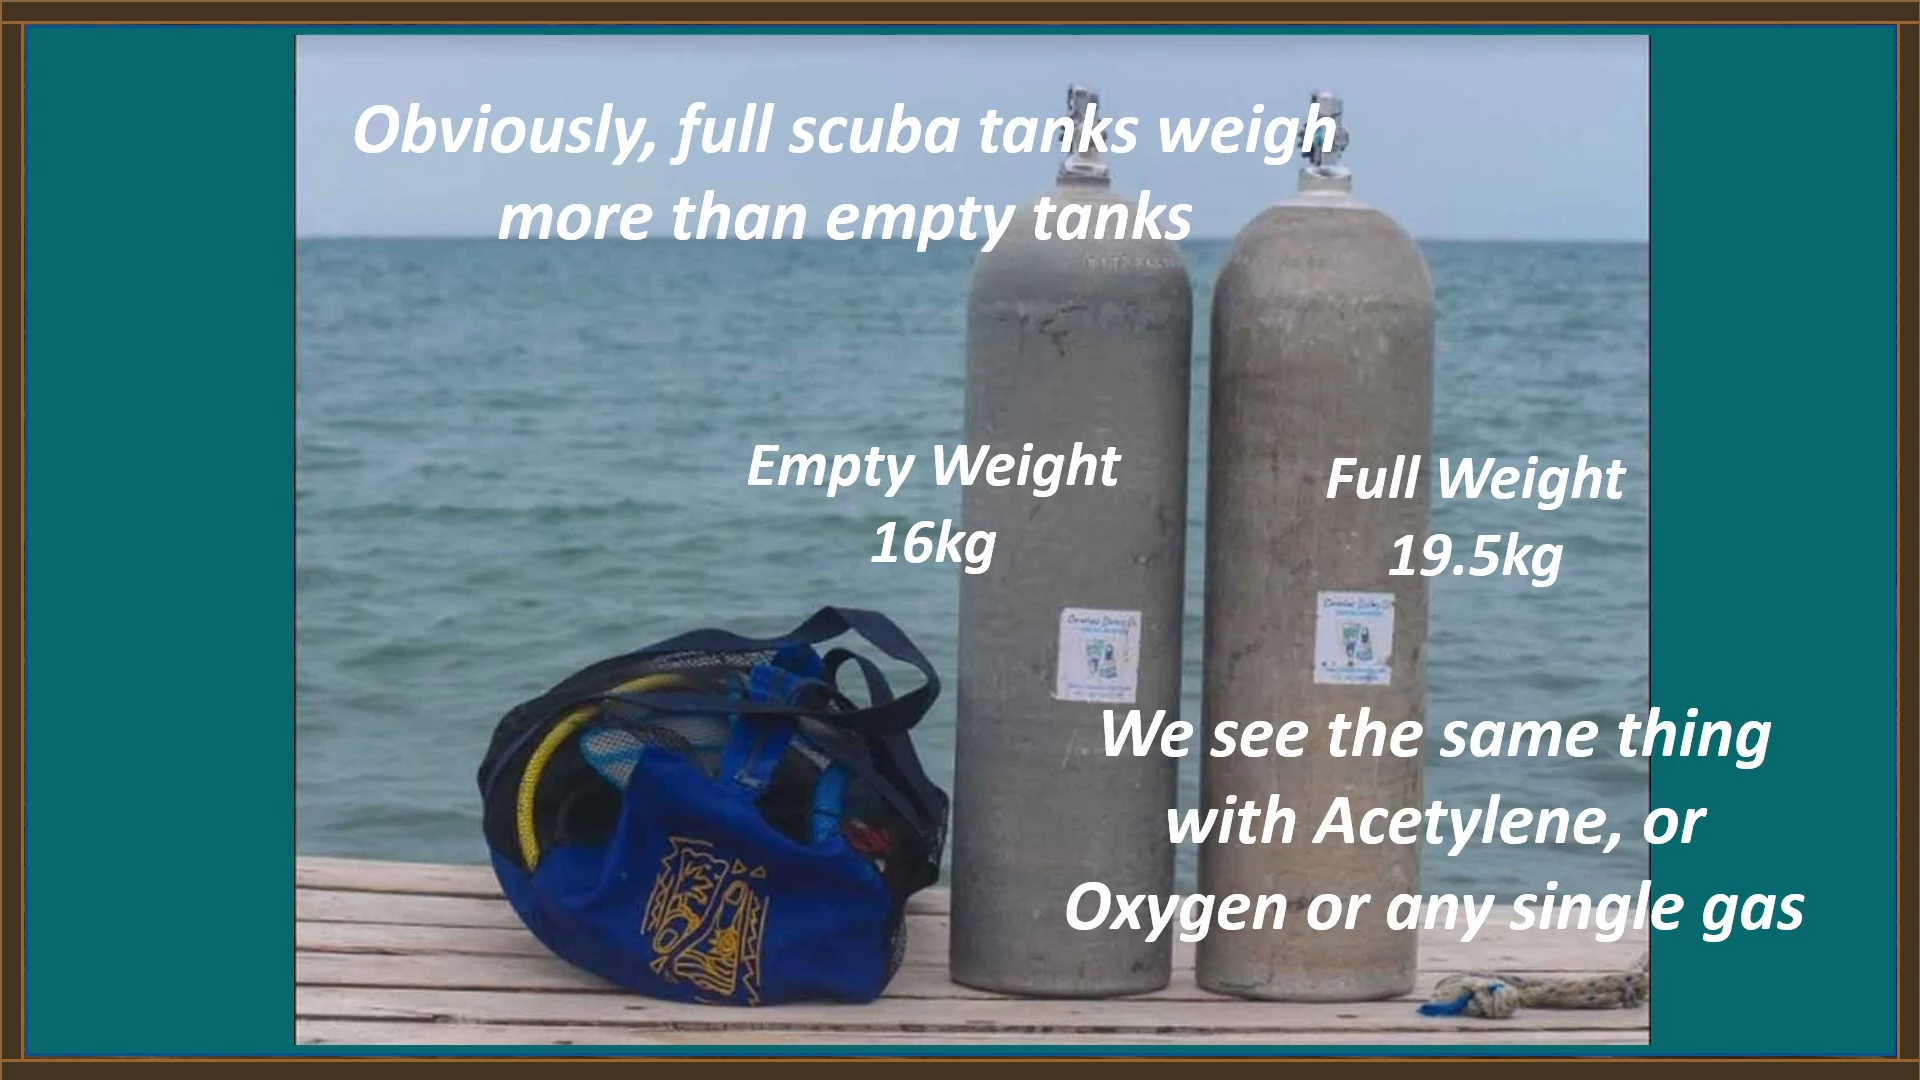 Obviously, full scuba tanks weigh
more than empty tanks
Empty Weight
16kg
Full Weight
19.5kg
We see the same thing
with Acetylene, or
Oxygen or any single gas